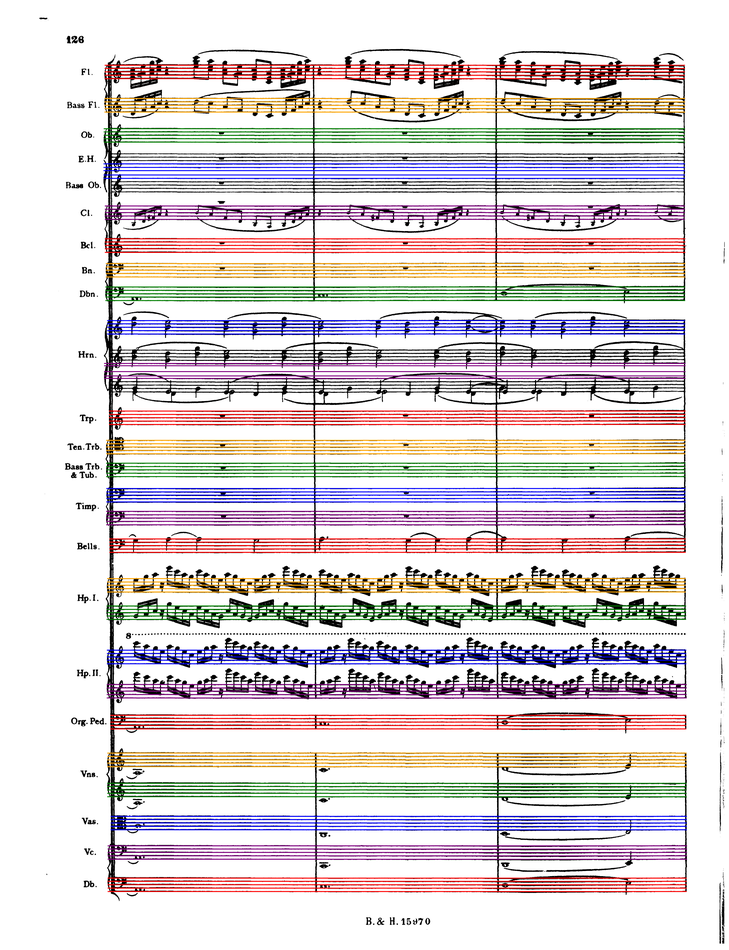 126
Fl.
Bass Fl.
Ob.
E.H.
Bass Ob.
Cl.
Bcl.
Bn.
Dbn.
Hrn.
Trp.
Ten. Trb.
Bass Trb.
& Tub.
Timp.
Bells.
Hp. I.
8
Hp. II.
Org. Ped.
Vns.
Vas.
Vc.
Db.
B. & H. 15970